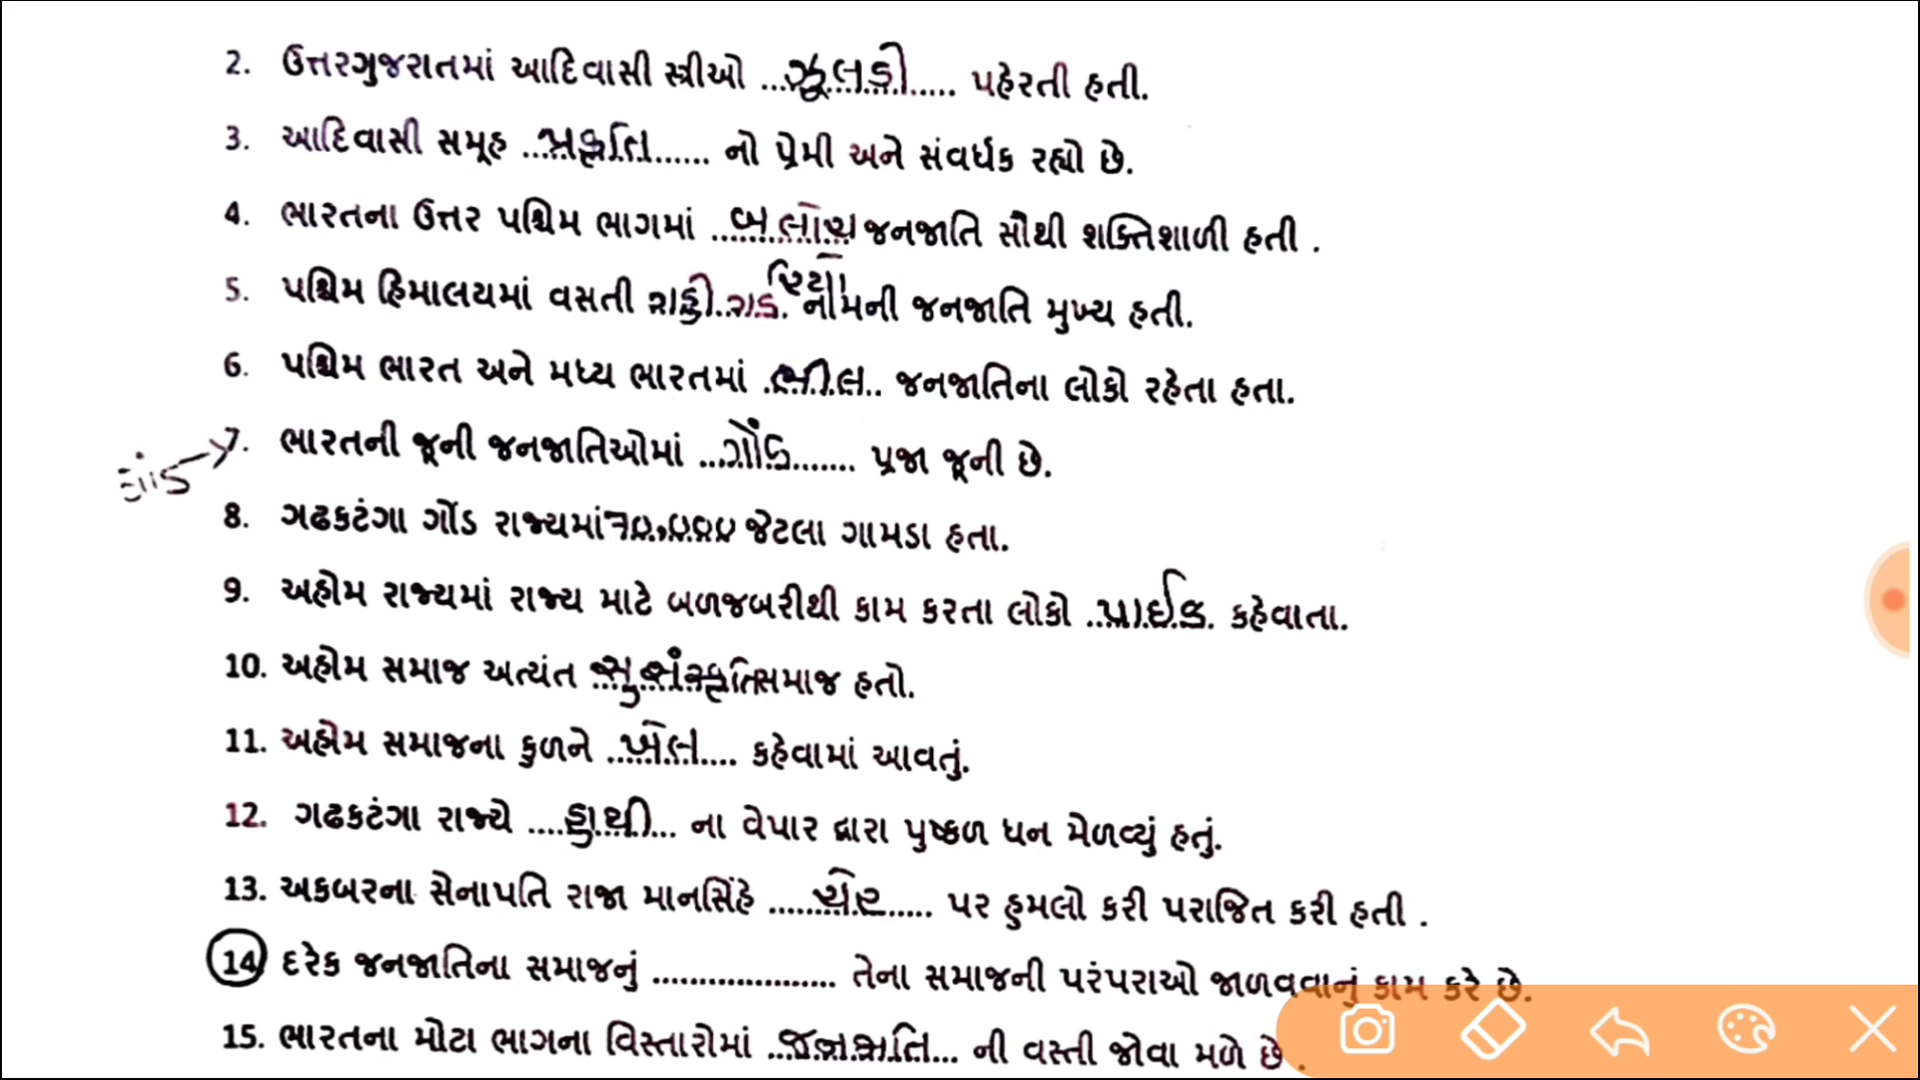 2. ઉત્તરગુજરાતમાં આદિવાસી સ્ત્રીઓ ...ઝૂલડી..... પહેરતી હતી.
3. આદિવાસી સમૂહ ...પ્રકૃતિ...... નો પ્રેમી અને સંવર્ધક રહ્યો છે.
4. ભારતના ઉત્તર પશ્ચિમ ભાગમાં ...બલોચ જનજાતિ સૌથી શક્તિશાળી હતી .
5. પશ્ચિમ હિમાલયમાં વસતી નામની જનજાતિ મુખ્ય હતી.
6. પશ્ચિમ ભારત અને મધ્ય ભારતમાં .ભીલ.. જનજાતિના લોકો રહેતા હતા.
7. ભારતની જૂની જનજાતિઓમાં ...ગોંડ....... પ્રજા જૂની છે.
8. ગઢકટંગા ગોંડ રાજ્યમાં 70,000 જેટલા ગામડા હતા.
9. અહોમ રાજ્યમાં રાજ્ય માટે બળજબરીથી કામ કરતા લોકો ..પાઈક. કહેવાતા.
10. અહોમ સમાજ અત્યંત સુસંસ્કૃતિ સમાજ હતો.
11. અહોમ સમાજના કુળને ..ખેલ.... કહેવામાં આવતું.
12. ગઢકટંગા રાજ્યે ....હાથી... ના વેપાર દ્વારા પુષ્કળ ધન મેળવ્યું હતું.
13. અકબરના સેનાપતિ રાજા માનસિંહે ....ચેર..... પર હુમલો કરી પરાજિત કરી હતી .
14 દરેક જનજાતિના સમાજનું .................... તેના સમાજની પરંપરાઓ જાળવવાનું કામ કરે છે.
15. ભારતના મોટા ભાગના વિસ્તારોમાં ..જનજાતિ... ની વસ્તી જોવા મળે છે .